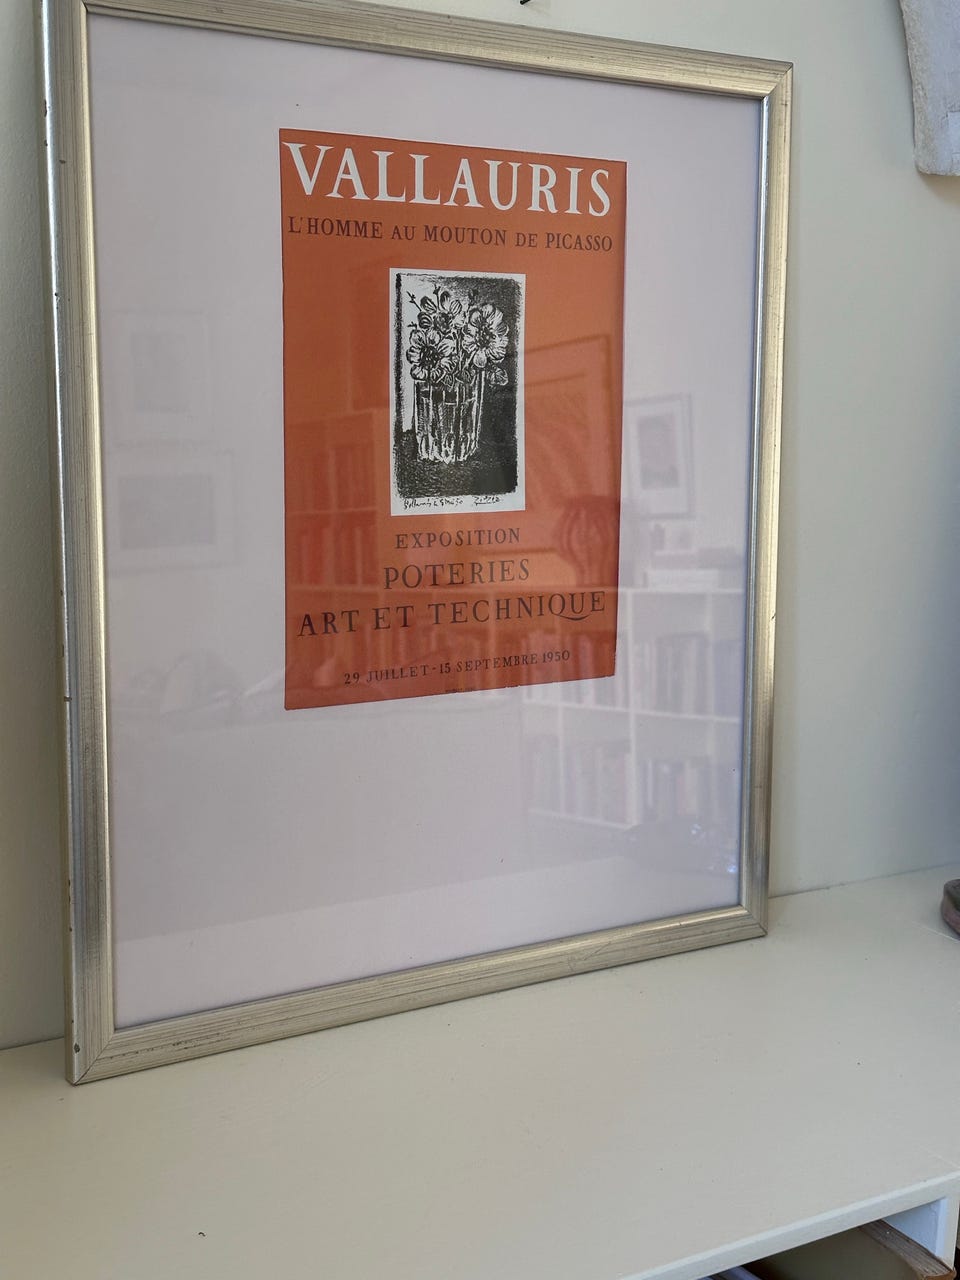 VALLAURIS
L'HOMME AU MOUTON DE PICASSO
EXPOSITION
POTERIES
ART ET TECHNIQUE
29 JUILLET - 15 SEPTEMBRE 1950